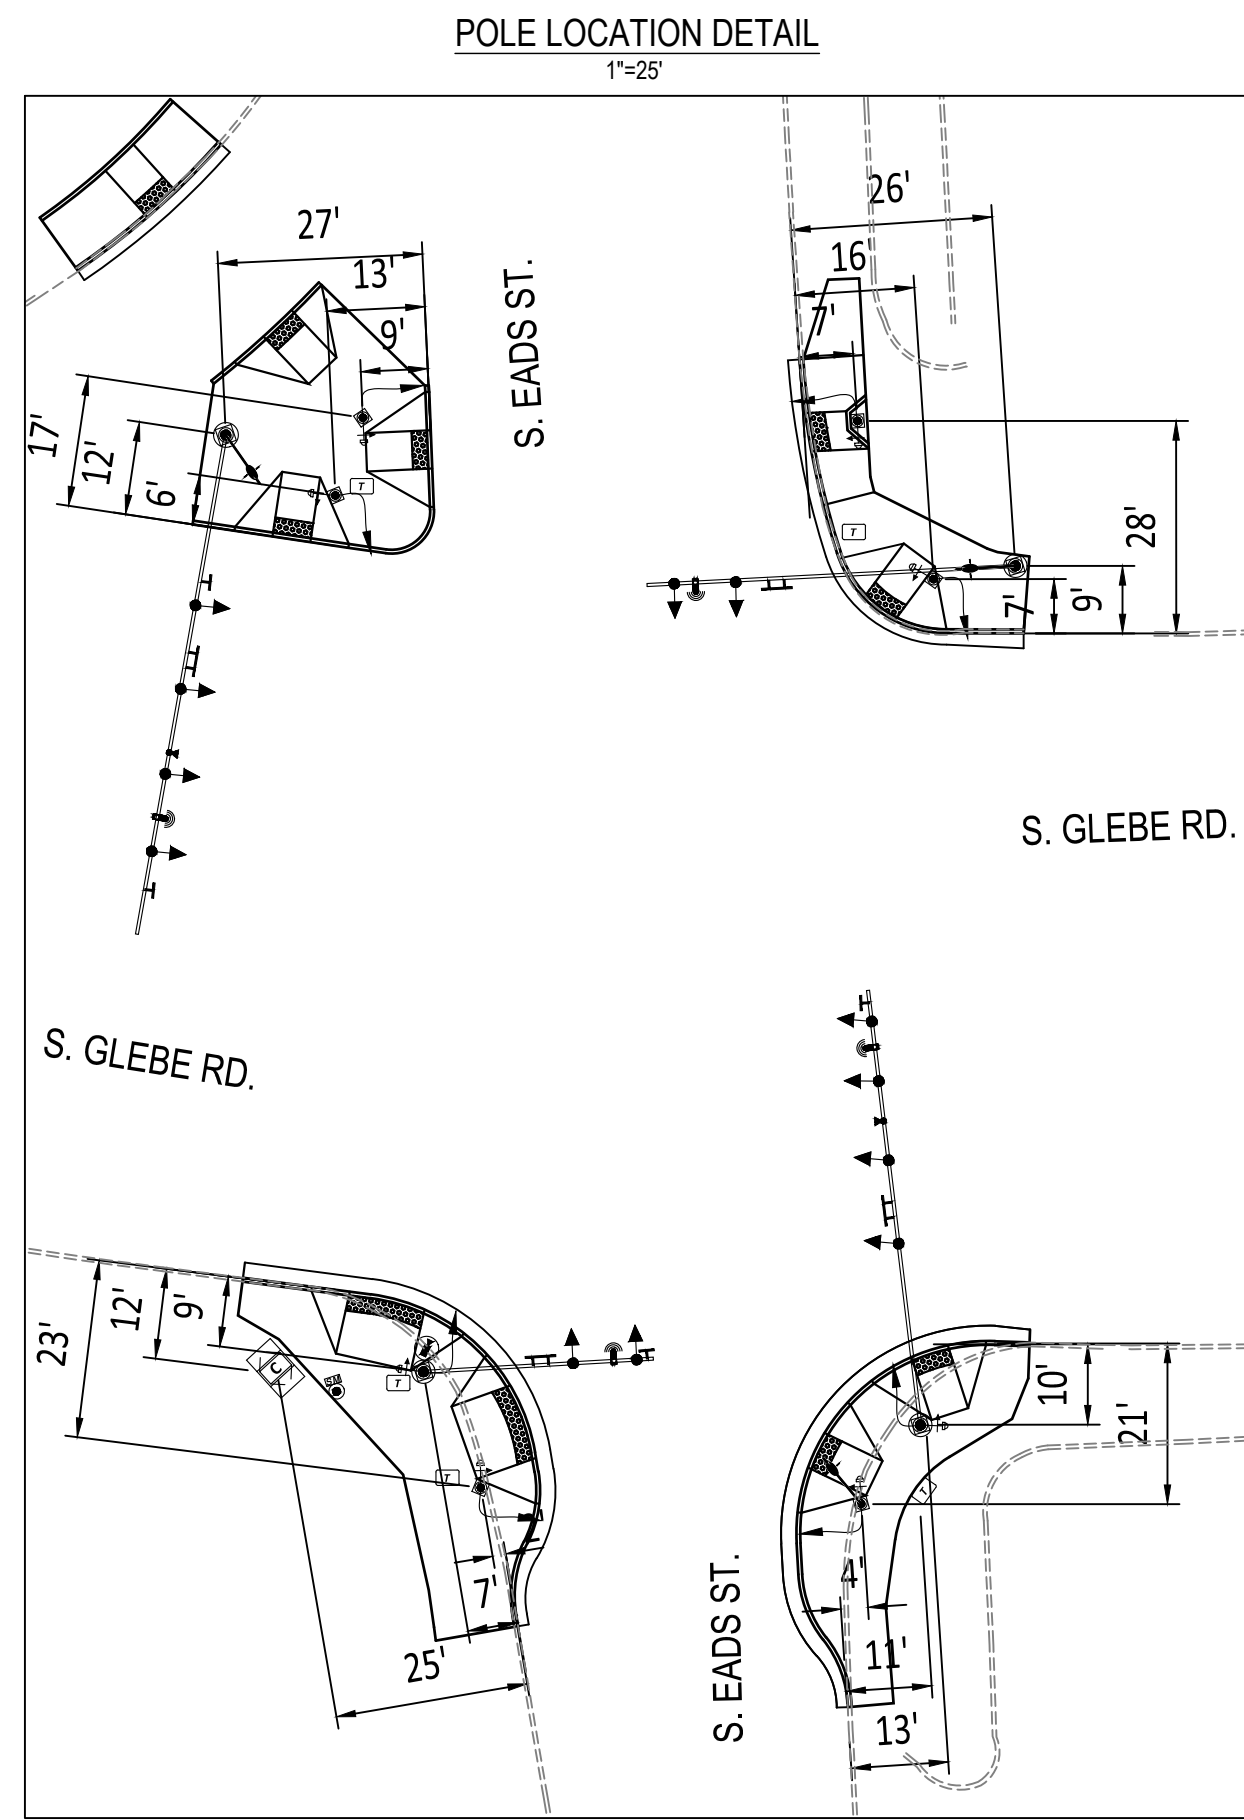 POLE LOCATION DETAIL
1"=25'
27'
13'
9'
17'
12'
6'
T
S. EADS ST.
26'
16'
7'
T
28'
7'
9'
S. GLEBE RD.
S. GLEBE RD.
23'
12'
9'
C
T
T
7'
25'
10'
21'
T
S. EADS ST.
4'
11'
13'